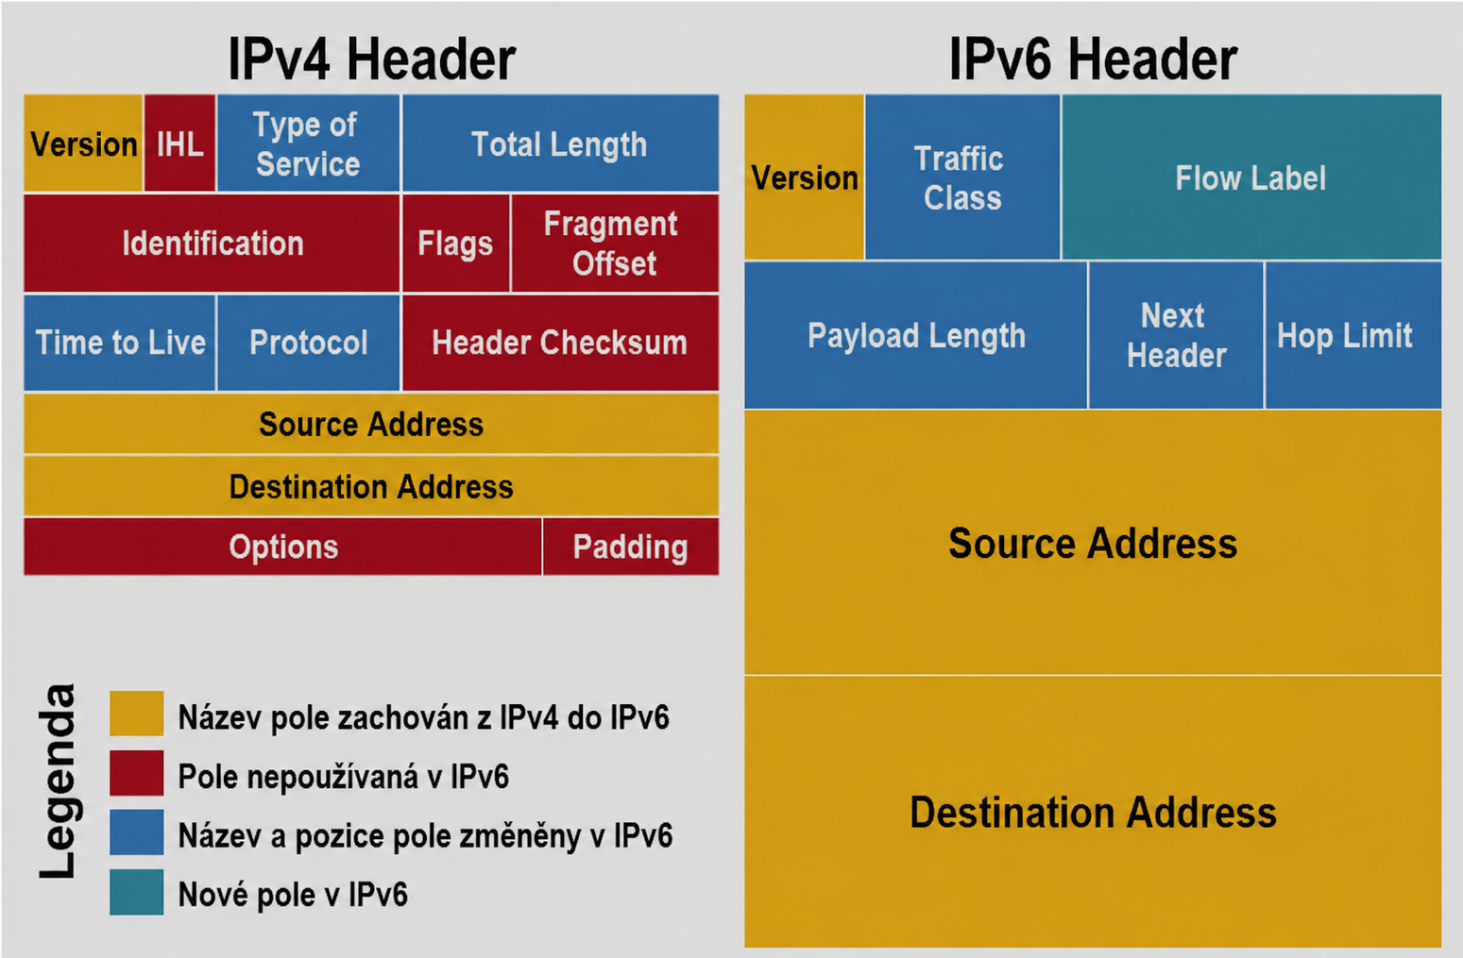 IPv4 Header
Version
IHL
Type of
Service
Total Length
Identification
Flags
Fragment
Offset
Time to Live
Protocol
Header Checksum
Source Address
Destination Address
Options
Padding
IPv6 Header
Version
Traffic
Class
Flow Label
Payload Length
Next
Header
Hop Limit
Source Address
Destination Address
Legenda
Název pole zachován z IPv4 do IPv6
Pole nepoužívaná v IPv6
Název a pozice pole změněny v IPv6
Nové pole v IPv6